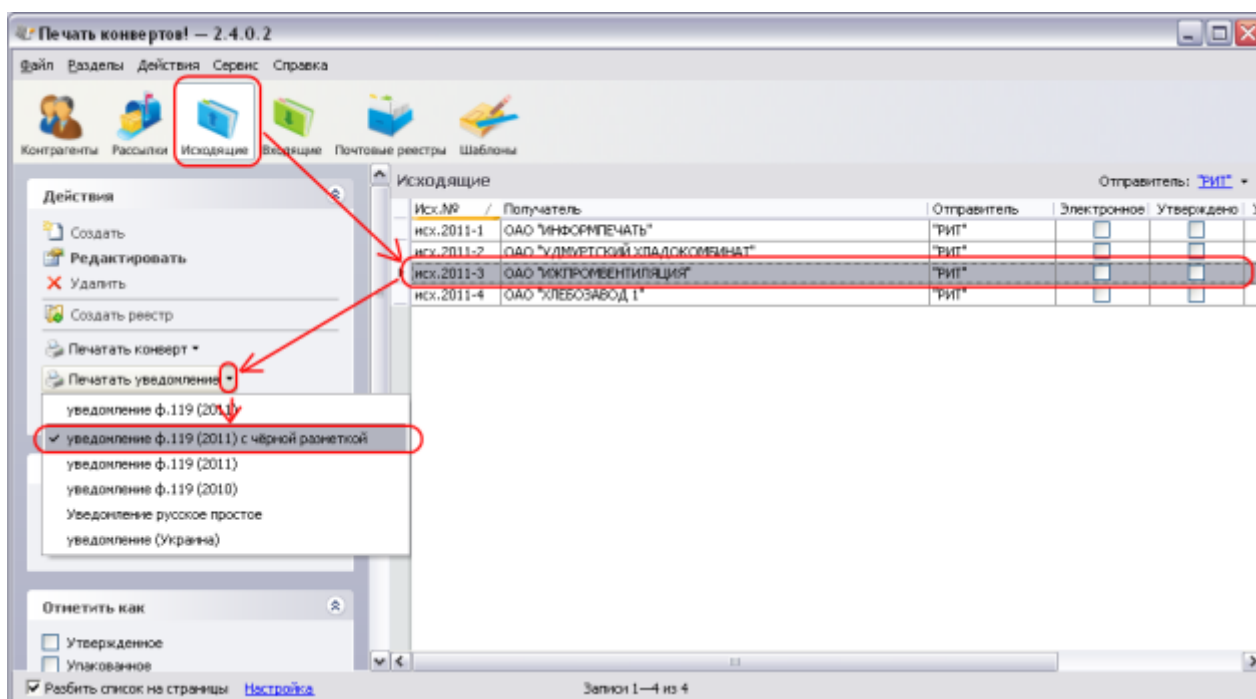 Печать конвертов! — 2.4.0.2
Файл Разделы Действия Сервис Справка
Контрагенты Рассылки Исходящие Входящие Почтовые реестры Шаблоны
Действия
Создать
Редактировать
Удалить
Создать реестр
Печатать конверт
Печатать уведомление
уведомление ф.119 (2011)
уведомление ф.119 (2011) с чёрной разметкой
уведомление ф.119 (2011)
уведомление ф.119 (2010)
Уведомление русское простое
уведомление (Украина)
Отметить как
Утвержденное
Упакованное
Исходящие Отправитель: "РИТ"
Исх.№ Получатель Отправитель Электронное Утверждено
исх.2011-1 ОАО "ИНФОРМПЕЧАТЬ" "РИТ"
исх.2011-2 ОАО "УДМУРТСКИЙ ХЛАДОКОМБИНАТ" "РИТ"
исх.2011-3 ОАО "ИЖПРОМВЕНТИЛЯЦИЯ" "РИТ"
исх.2011-4 ОАО "ХЛЕБОЗАВОД 1" "РИТ"
Разбить список на страницы Настройка Записи 1—4 из 4